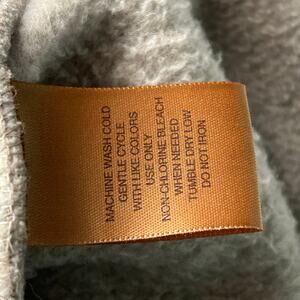 MACHINE WASH COLD
GENTLE CYCLE
WITH LIKE COLORS
USE ONLY
NON-CHLORINE BLEACH
WHEN NEEDED
TUMBLE DRY LOW
DO NOT IRON